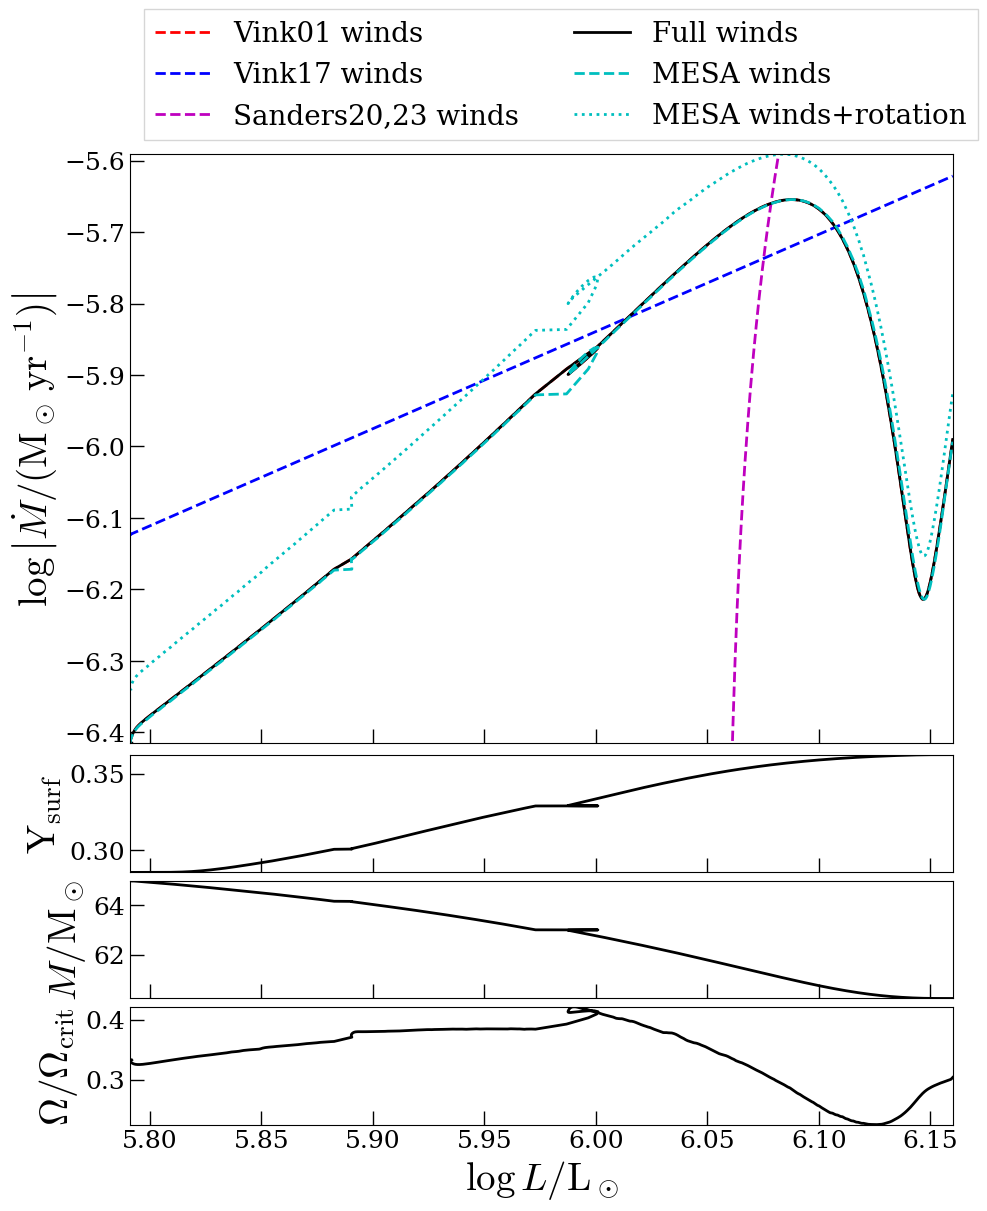 Vink01 winds
Vink17 winds
Sanders20,23 winds
Full winds
MESA winds
MESA winds+rotation
−5.6
−5.7
−5.8
−5.9
−6.0
−6.1
−6.2
−6.3
−6.4
log |Ṁ/(M⊙ yr⁻¹)|
0.35
0.30
Y_surf
64
62
M/M⊙
0.4
0.3
Ω/Ω_crit
5.80 5.85 5.90 5.95 6.00 6.05 6.10 6.15
log L/L⊙